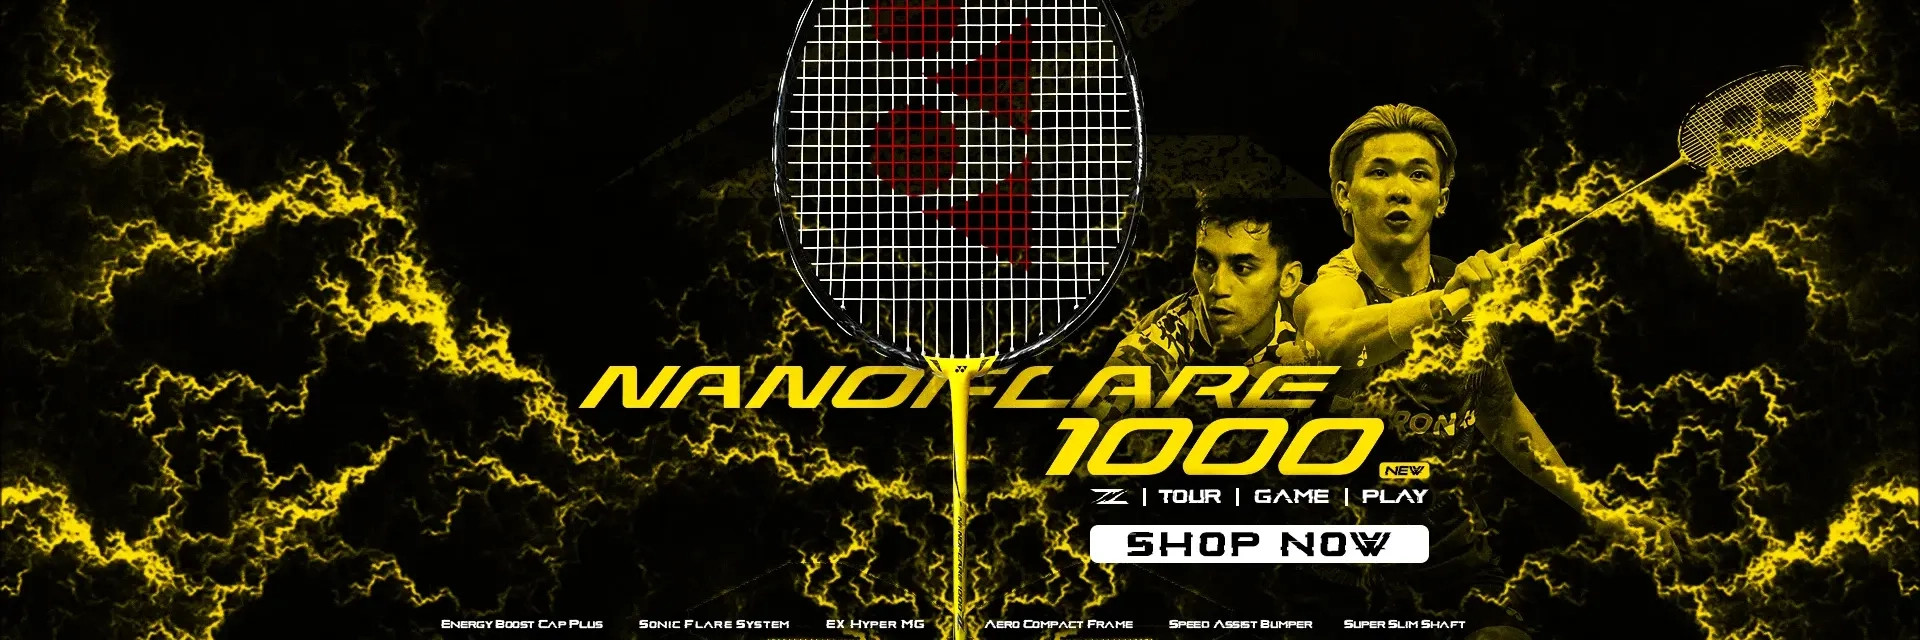 NANOFLARE
1000 NEW
ZZ | TOUR | GAME | PLAY
SHOP NOW
ENERGY BOOST CAP PLUS SONIC FLARE SYSTEM EX HYPER MG AERO COMPACT FRAME SPEED ASSIST BUMPER SUPER SLIM SHAFT